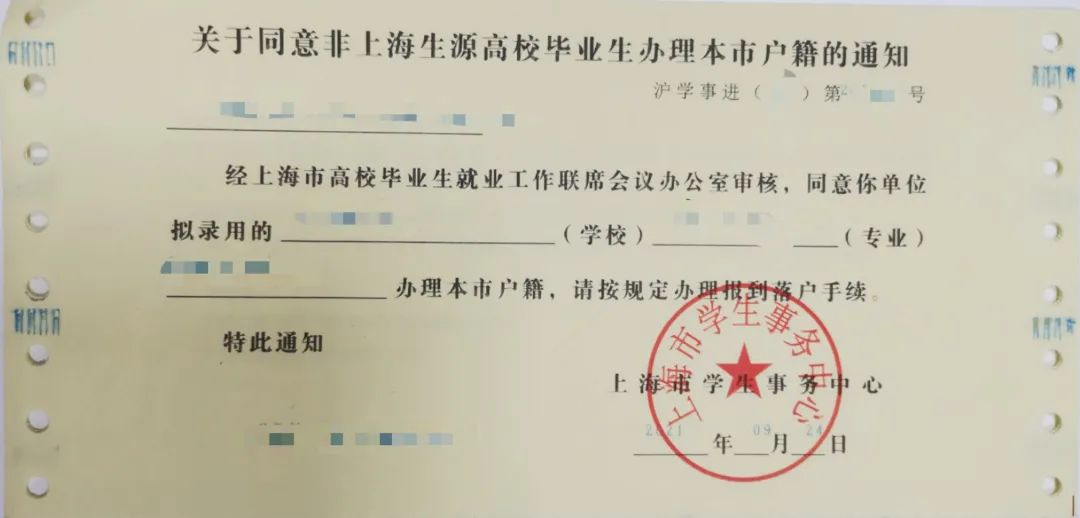 关于同意非上海生源高校毕业生办理本市户籍的通知
沪学事进（ ）第 号
经上海市高校毕业生就业工作联席会议办公室审核，同意你单位
拟录用的 （学校） （专业）
办理本市户籍，请按规定办理报到落户手续。
特此通知
上海市学生事务中心
上海市学生事务中心
2021 年 09 月 24 日